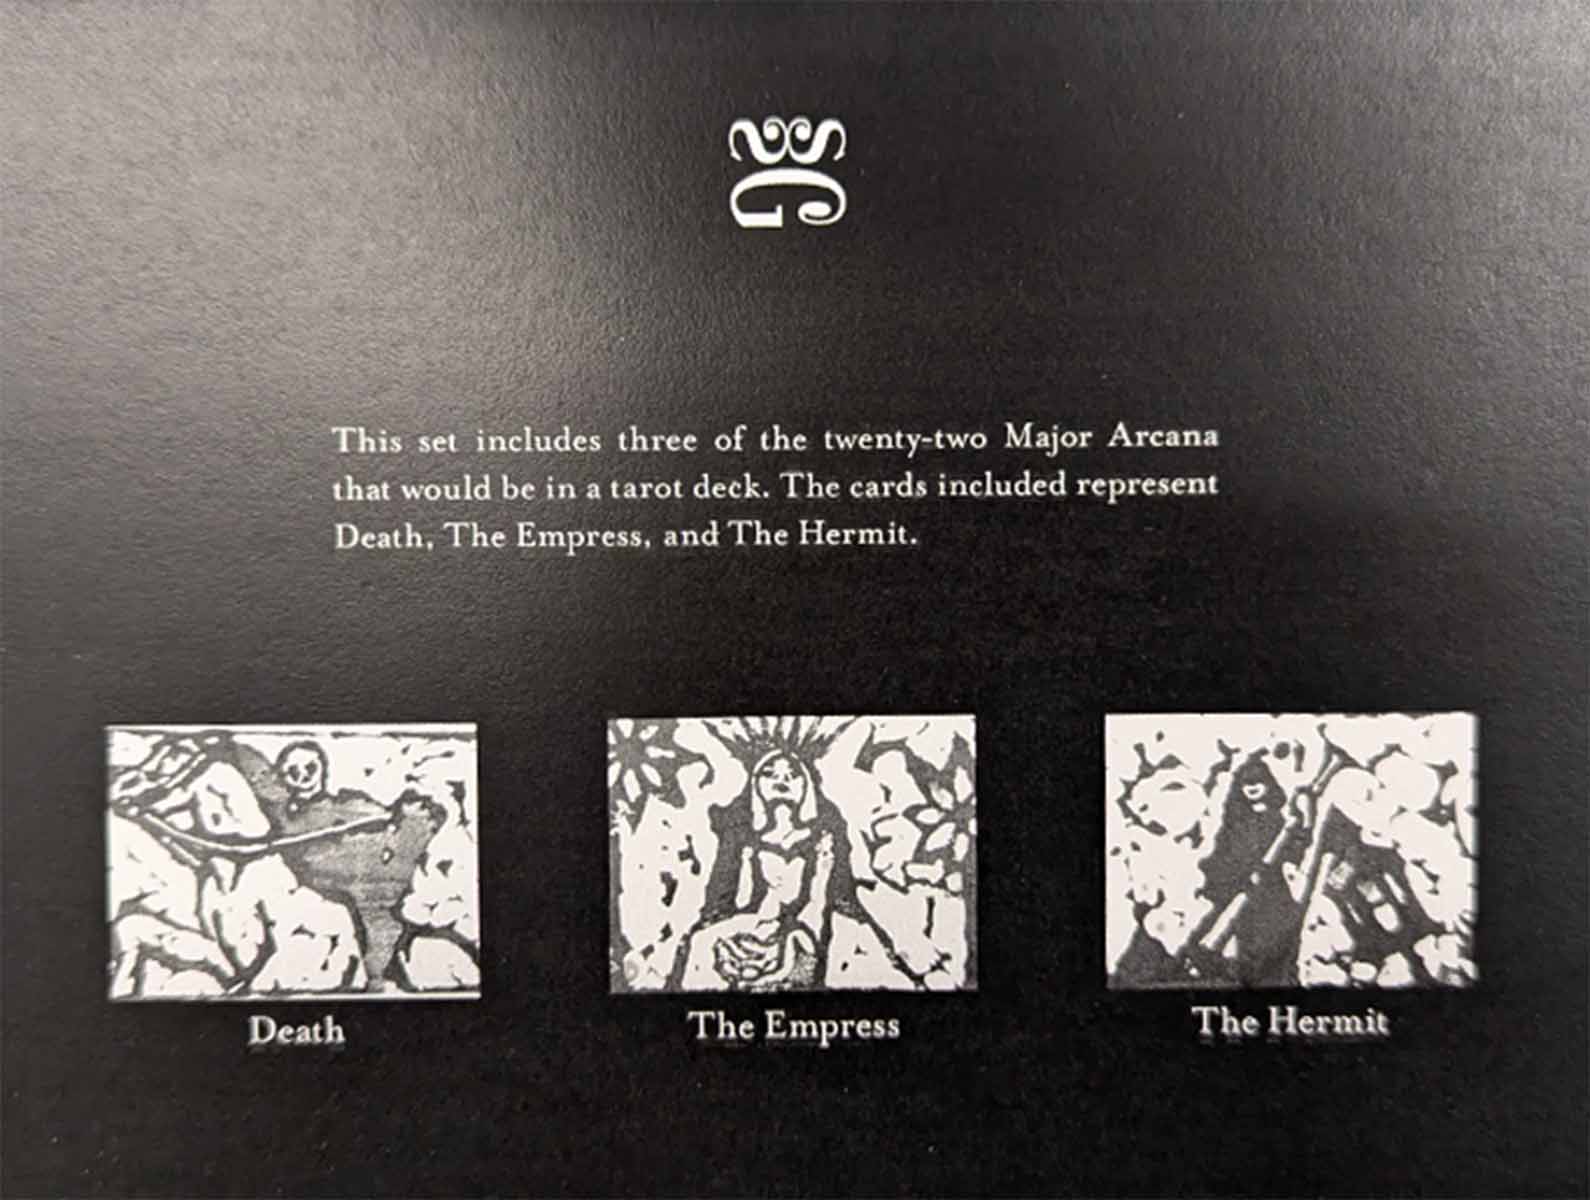 This set includes three of the twenty-two Major Arcana
that would be in a tarot deck. The cards included represent
Death, The Empress, and The Hermit.
Death
The Empress
The Hermit